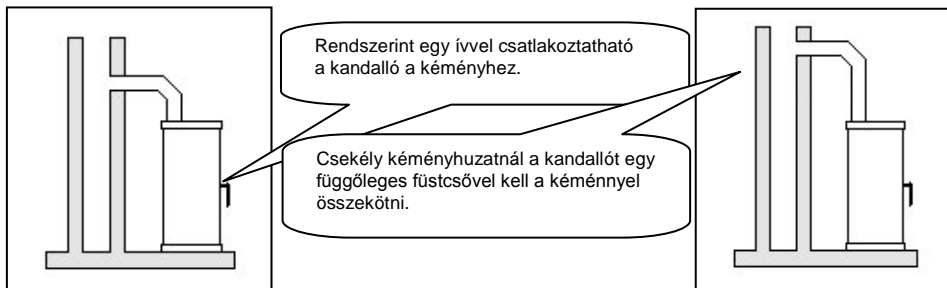 Rendszerint egy ívvel csatlakoztatható
a kandalló a kéményhez.
Csekély kéményhuzatnál a kandallót egy
függőleges füstcsővel kell a kéménnyel
összekötni.